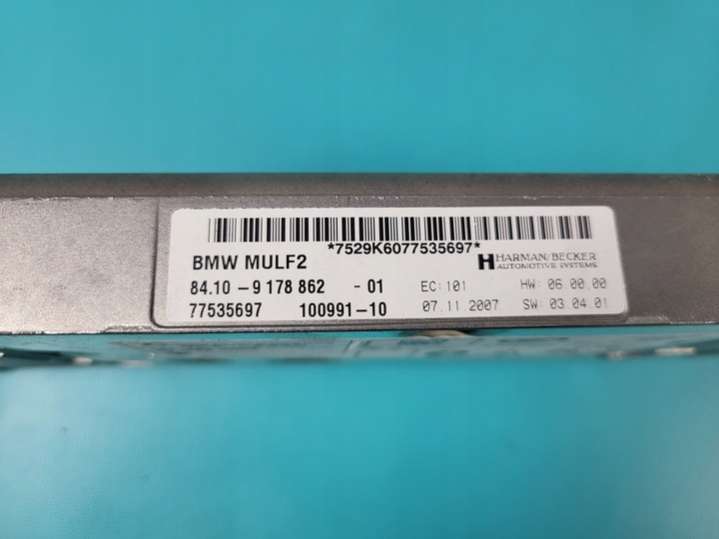 *7529K6077535697*
BMW MULF2
HARMAN/BECKER
AUTOMOTIVE SYSTEMS
84.10 - 9 178 862 - 01 EC: 101 HW: 06.00.00
77535697 100991-10 07.11.2007 SW: 03.04.01